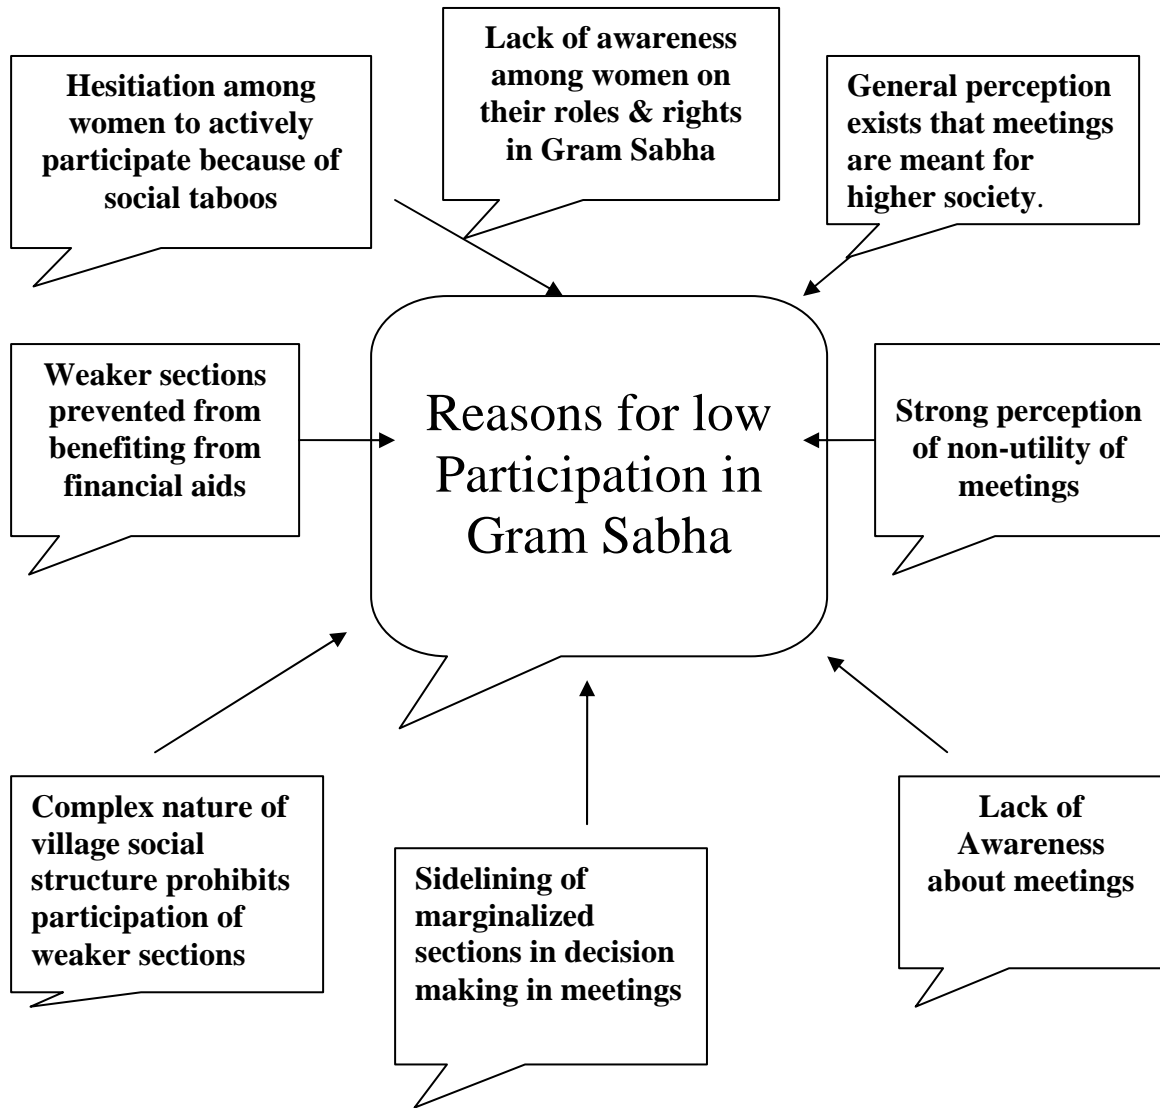 Hesitiation among
women to actively
participate because of
social taboos
Lack of awareness
among women on
their roles & rights
in Gram Sabha
General perception
exists that meetings
are meant for
higher society.
Weaker sections
prevented from
benefiting from
financial aids
Reasons for low
Participation in
Gram Sabha
Strong perception
of non-utility of
meetings
Complex nature of
village social
structure prohibits
participation of
weaker sections
Sidelining of
marginalized
sections in decision
making in meetings
Lack of
Awareness
about meetings